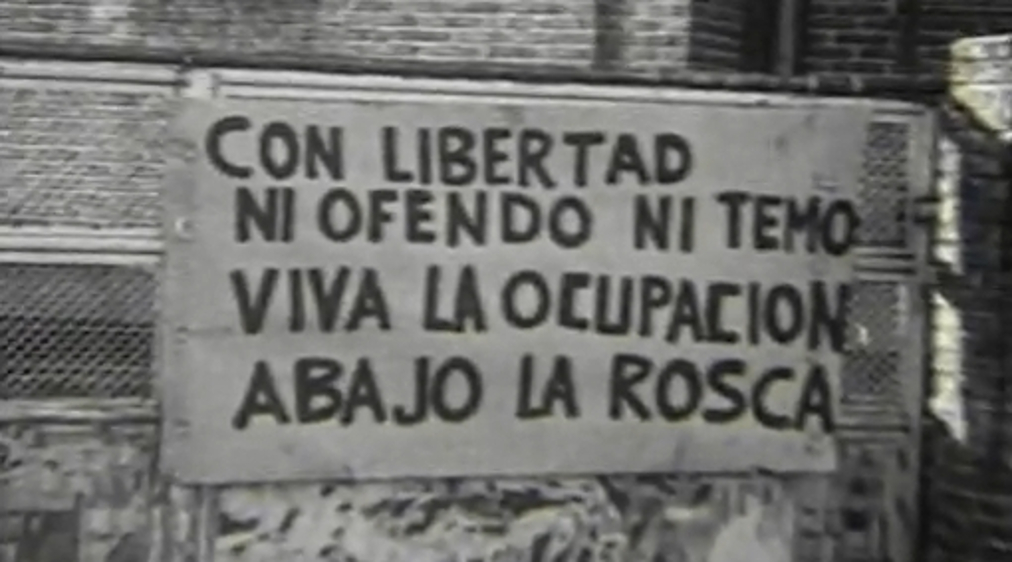 CON LIBERTAD
NI OFENDO NI TEMO
VIVA LA OCUPACION
ABAJO LA ROSCA